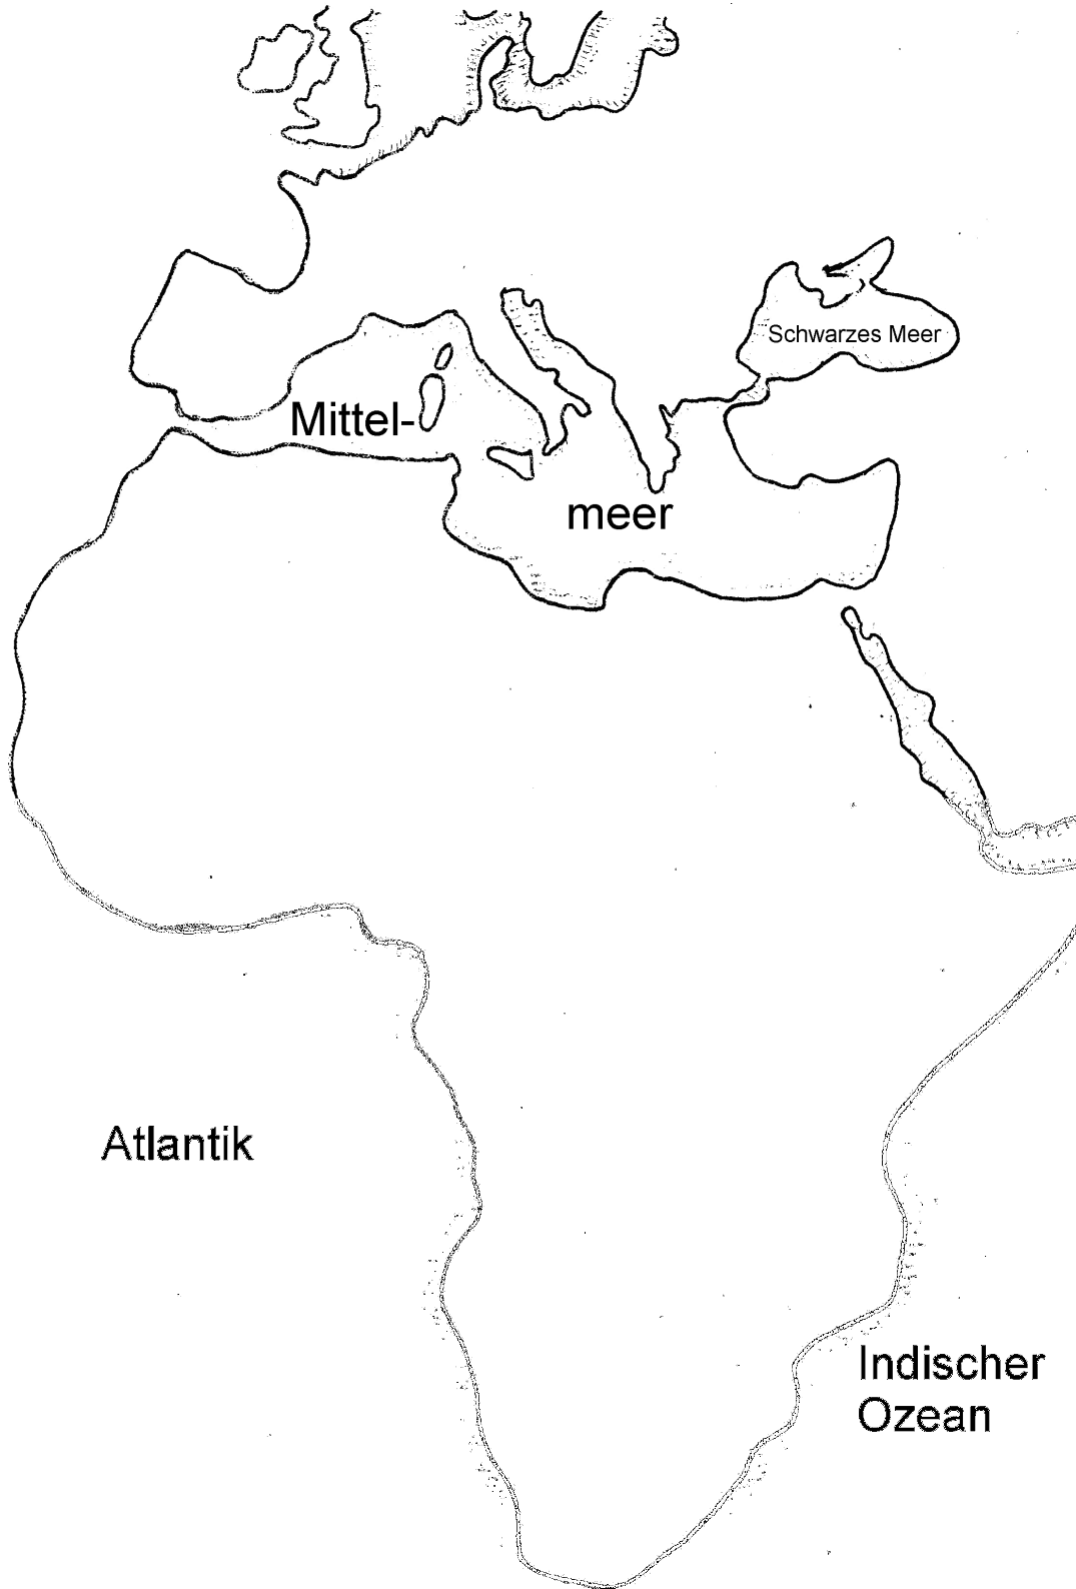 Schwarzes Meer
Mittel-
meer
Atlantik
Indischer
Ozean